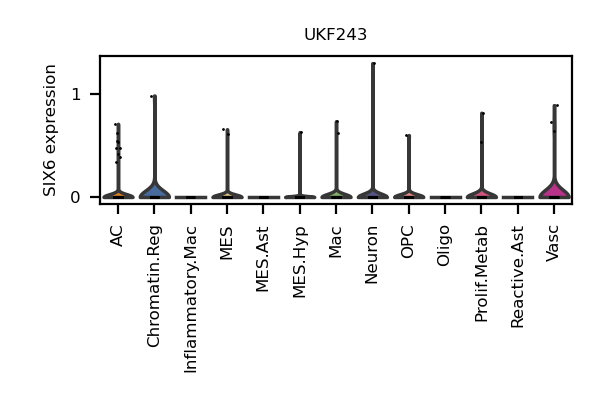 UKF243
SIX6 expression
1
0
AC
Chromatin.Reg
Inflammatory.Mac
MES
MES.Ast
MES.Hyp
Mac
Neuron
OPC
Oligo
Prolif.Metab
Reactive.Ast
Vasc